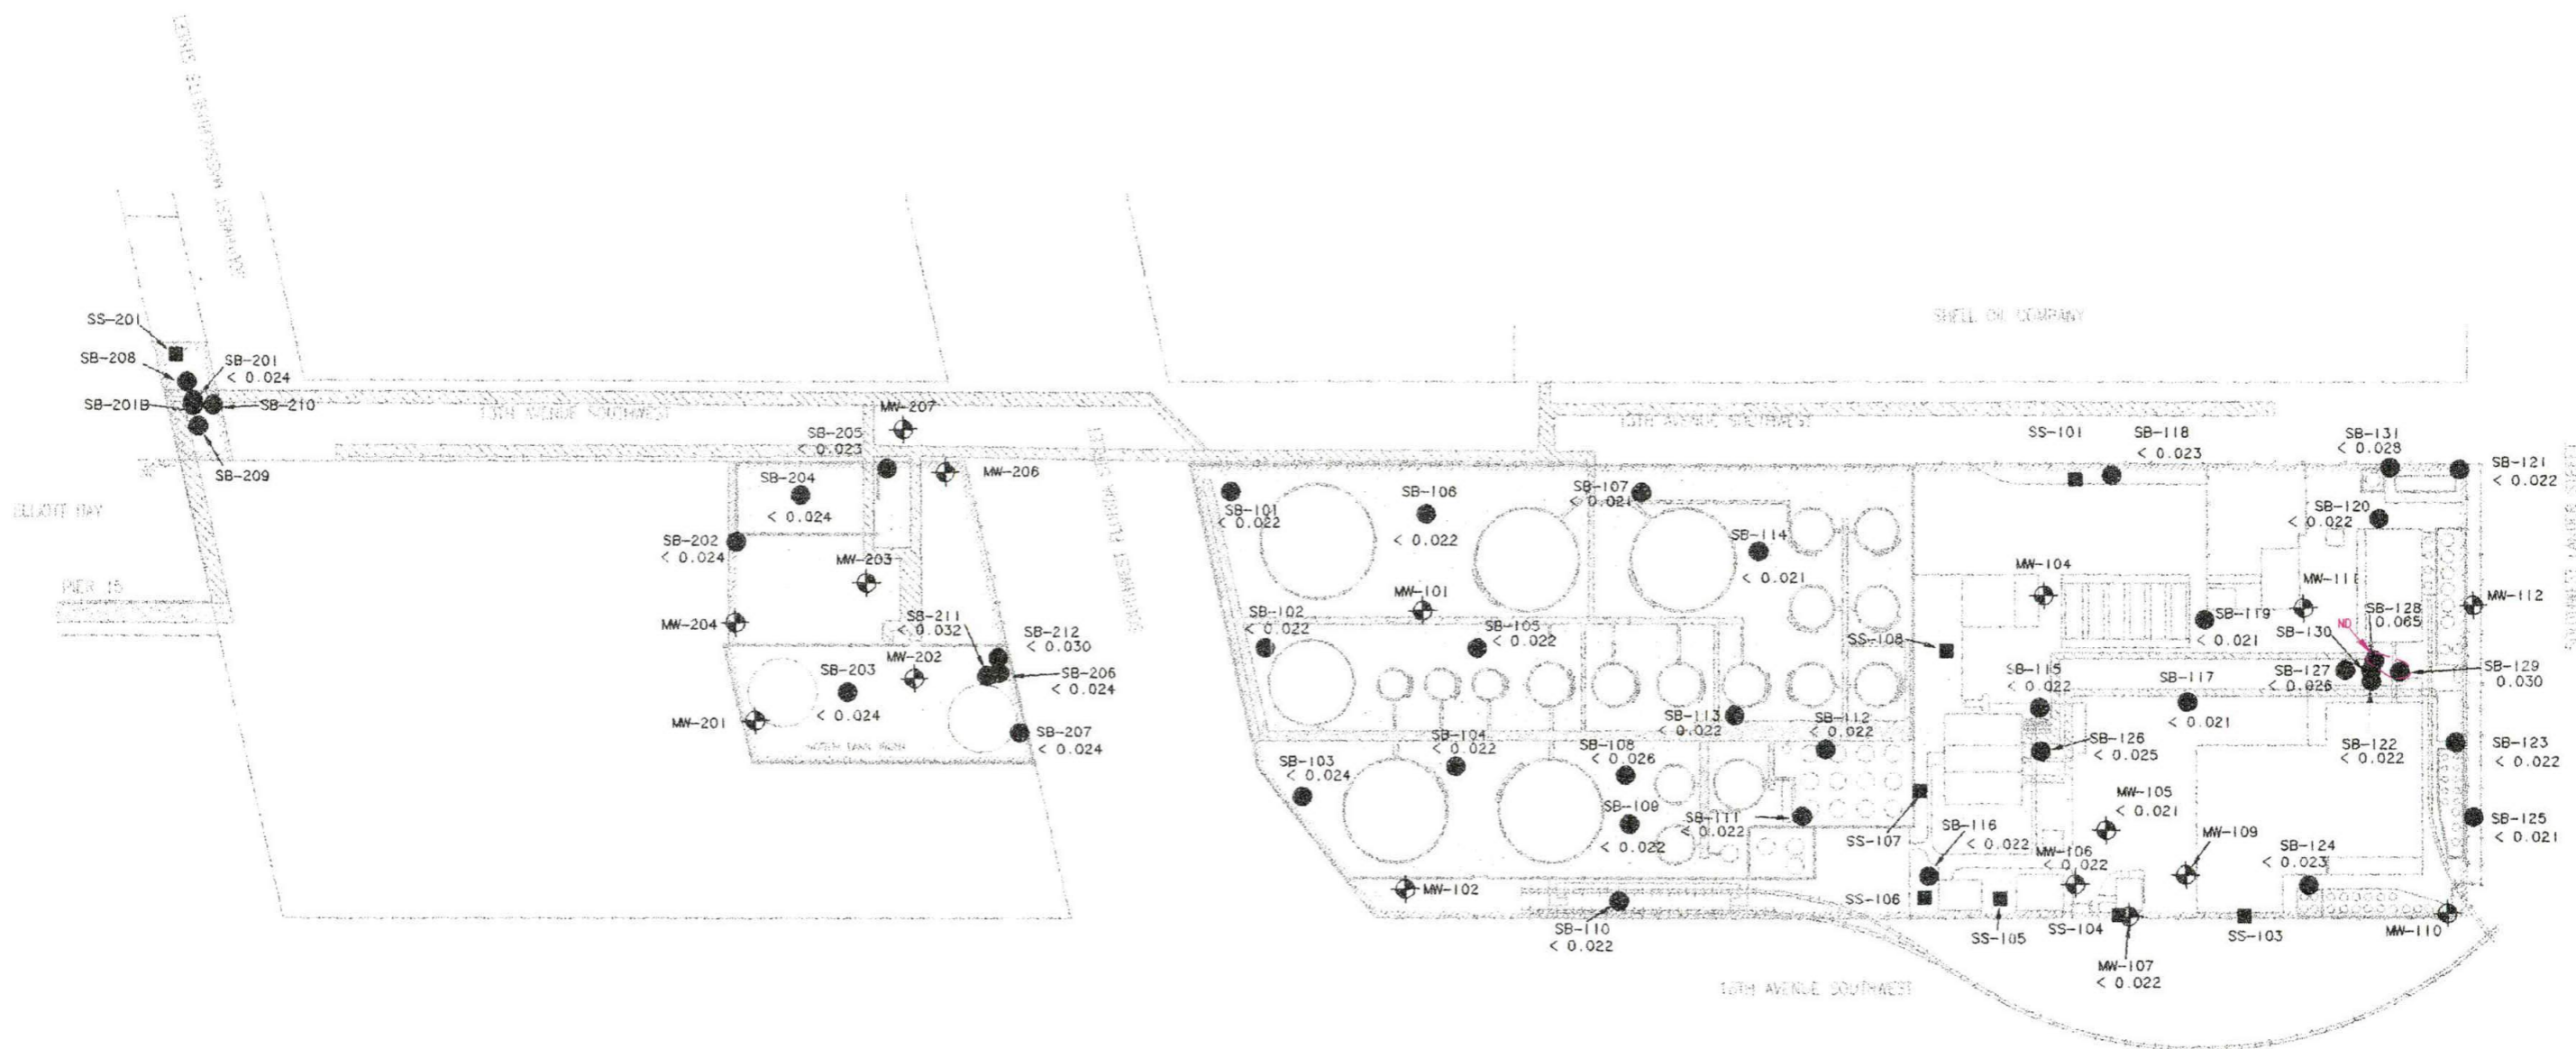 SHELL OIL COMPANY
SS-201
SB-208
SB-201
< 0.024
SB-201B
SB-210
SB-209
13TH AVENUE SOUTHWEST
13TH AVENUE SOUTHWEST
ELLIOTT BAY
PIER 15
MW-207
SB-205
< 0.023
MW-206
SB-204
< 0.024
SB-202
< 0.024
MW-203
MW-204
SB-211
< 0.032
SB-212
< 0.030
MW-202
SB-203
< 0.024
SB-206
< 0.024
MW-201
SB-207
< 0.024
SB-101
< 0.022
SB-106
< 0.022
SB-107
< 0.021
SB-114
< 0.021
MW-101
SB-102
< 0.022
SB-105
< 0.022
SB-113
< 0.022
SB-112
< 0.022
SB-104
< 0.022
SB-108
< 0.026
SB-103
< 0.024
SB-109
< 0.022
SB-111
< 0.022
MW-102
SB-110
< 0.022
SS-101
SB-118
< 0.023
SB-131
< 0.028
SB-121
< 0.022
SB-120
< 0.022
MW-104
MW-111
MW-112
SB-119
< 0.021
SB-128
0.065
ND
SB-130
SS-108
SB-115
< 0.022
SB-117
< 0.021
SB-127
< 0.026
SB-129
0.030
SB-126
< 0.025
SB-122
< 0.022
SB-123
< 0.022
MW-105
< 0.021
SS-107
SB-116
< 0.022
MW-106
< 0.022
MW-109
SB-124
< 0.023
SB-125
< 0.021
SS-106
SS-105
SS-104
MW-107
< 0.022
SS-103
MW-110
16TH AVENUE SOUTHWEST